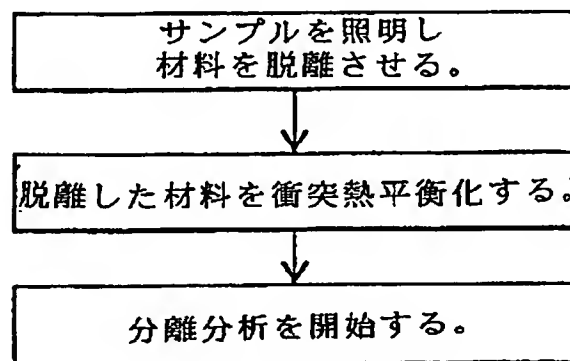 サンプルを照明し
材料を脱離させる。
脱離した材料を衝突熱平衡化する。
分離分析を開始する。